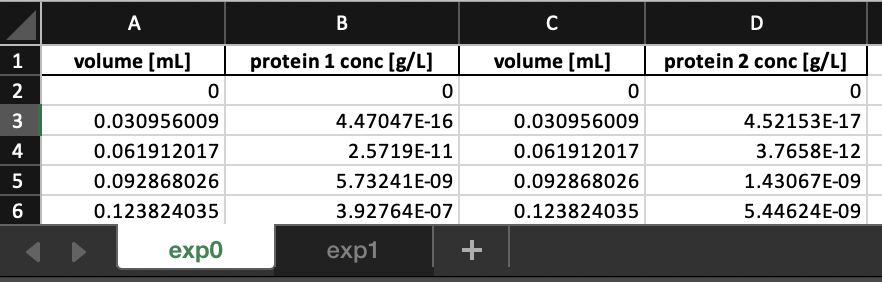 A B C D
1 volume [mL] protein 1 conc [g/L] volume [mL] protein 2 conc [g/L]
2 0 0 0 0
3 0.030956009 4.47047E-16 0.030956009 4.52153E-17
4 0.061912017 2.5719E-11 0.061912017 3.7658E-12
5 0.092868026 5.73241E-09 0.092868026 1.43067E-09
6 0.123824035 3.92764E-07 0.123824035 5.44624E-09
exp0 exp1 +